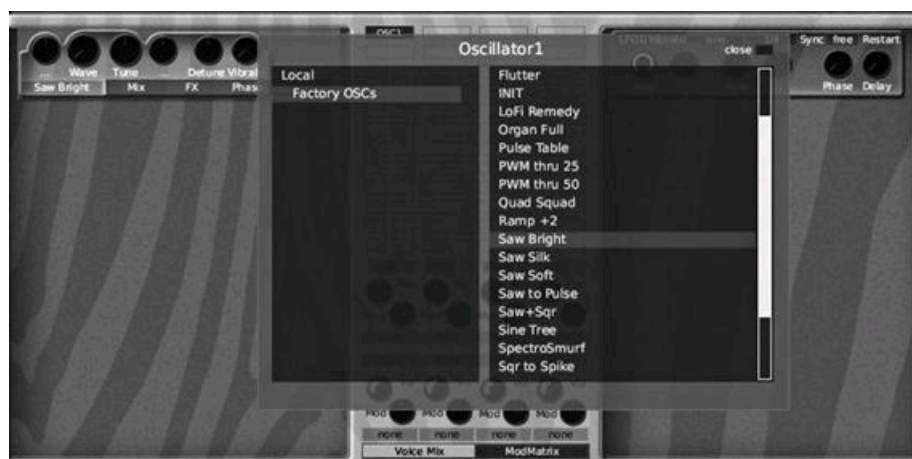 OSC1
Oscillator1
close
Sync free Restart
... Wave Tune ... Detune Vibrat
Phase Delay
Saw Bright Mix FX Phas
Local
Factory OSCs
Flutter
INIT
LoFi Remedy
Organ Full
Pulse Table
PWM thru 25
PWM thru 50
Quad Squad
Ramp +2
Saw Bright
Saw Silk
Saw Soft
Saw to Pulse
Saw+Sqr
Sine Tree
SpectroSmurf
Sqr to Spike
Mod Mod Mod Mod
none none none none
Voice Mix ModMatrix